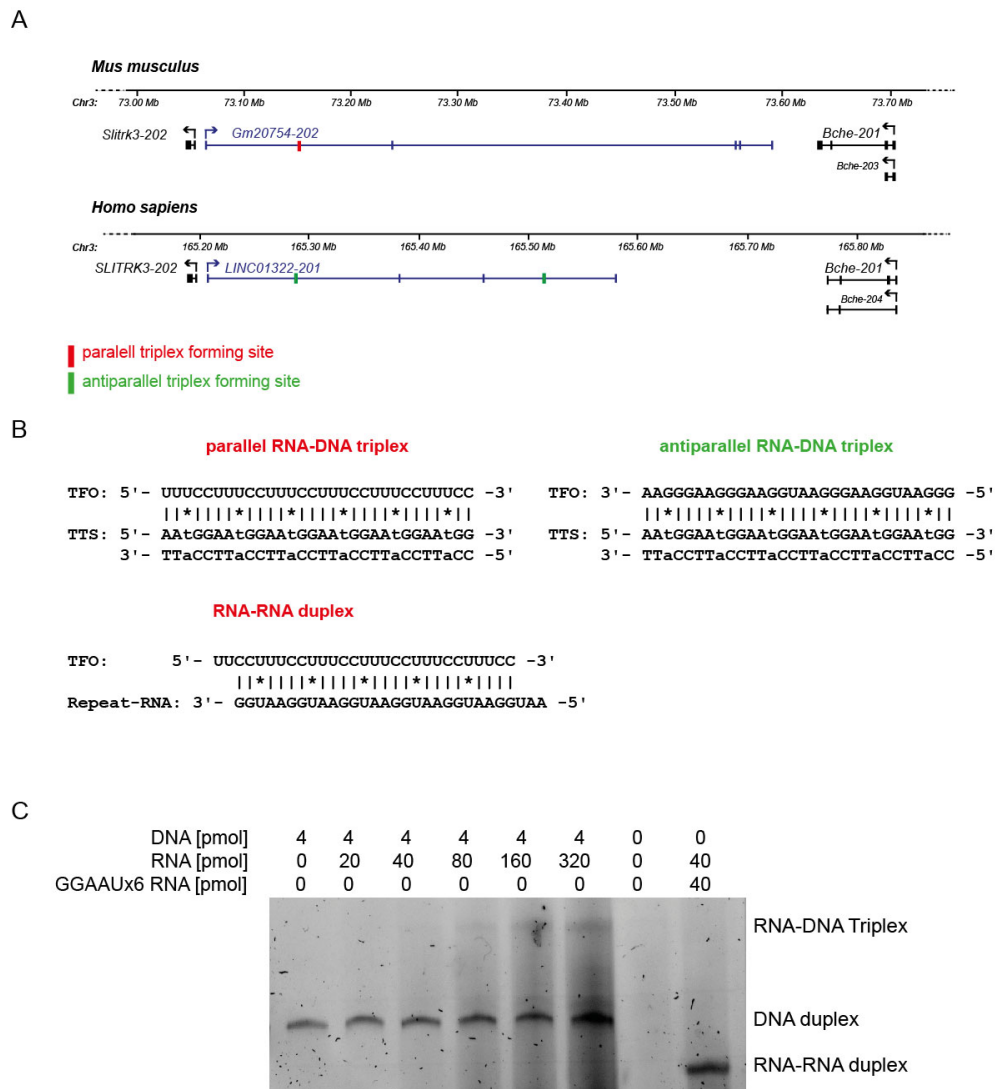 A
Mus musculus
Chr3: 73.00 Mb 73.10 Mb 73.20 Mb 73.30 Mb 73.40 Mb 73.50 Mb 73.60 Mb 73.70 Mb
Slitrk3-202 Gm20754-202 Bche-201
Bche-203
Homo sapiens
Chr3: 165.20 Mb 165.30 Mb 165.40 Mb 165.50 Mb 165.60 Mb 165.70 Mb 165.80 Mb
SLITRK3-202 LINC01322-201 Bche-201
Bche-204
paralell triplex forming site
antiparallel triplex forming site
B
parallel RNA-DNA triplex antiparallel RNA-DNA triplex
TFO: 5'- UUUCCUUUCCUUUCCUUUCCUUUCCUUUCC -3' TFO: 3'- AAGGGAAGGGAAGGUAAGGGAAGGUAAGGG -5'
||*||||*||||*||||*||||*||||*|| ||*||||*||||*||||*||||*||||*||
TTS: 5'- AAtGGAAtGGAAtGGAAtGGAAtGGAAtGG -3' TTS: 5'- AAtGGAAtGGAAtGGAAtGGAAtGGAAtGG -3'
3'- TTaCCTTaCCTTaCCTTaCCTTaCCTTaCC -5' 3'- TTaCCTTaCCTTaCCTTaCCTTaCCTTaCC -5'
RNA-RNA duplex
TFO: 5'- UUCCUUUCCUUUCCUUUCCUUUCCUUUCC -3'
||*||||*||||*||||*||||*||||
Repeat-RNA: 3'- GGUAAGGUAAGGUAAGGUAAGGUAAGGUAA -5'
C
DNA [pmol] 4 4 4 4 4 4 0 0
RNA [pmol] 0 20 40 80 160 320 0 40
GGAAUx6 RNA [pmol] 0 0 0 0 0 0 0 40
RNA-DNA Triplex
DNA duplex
RNA-RNA duplex